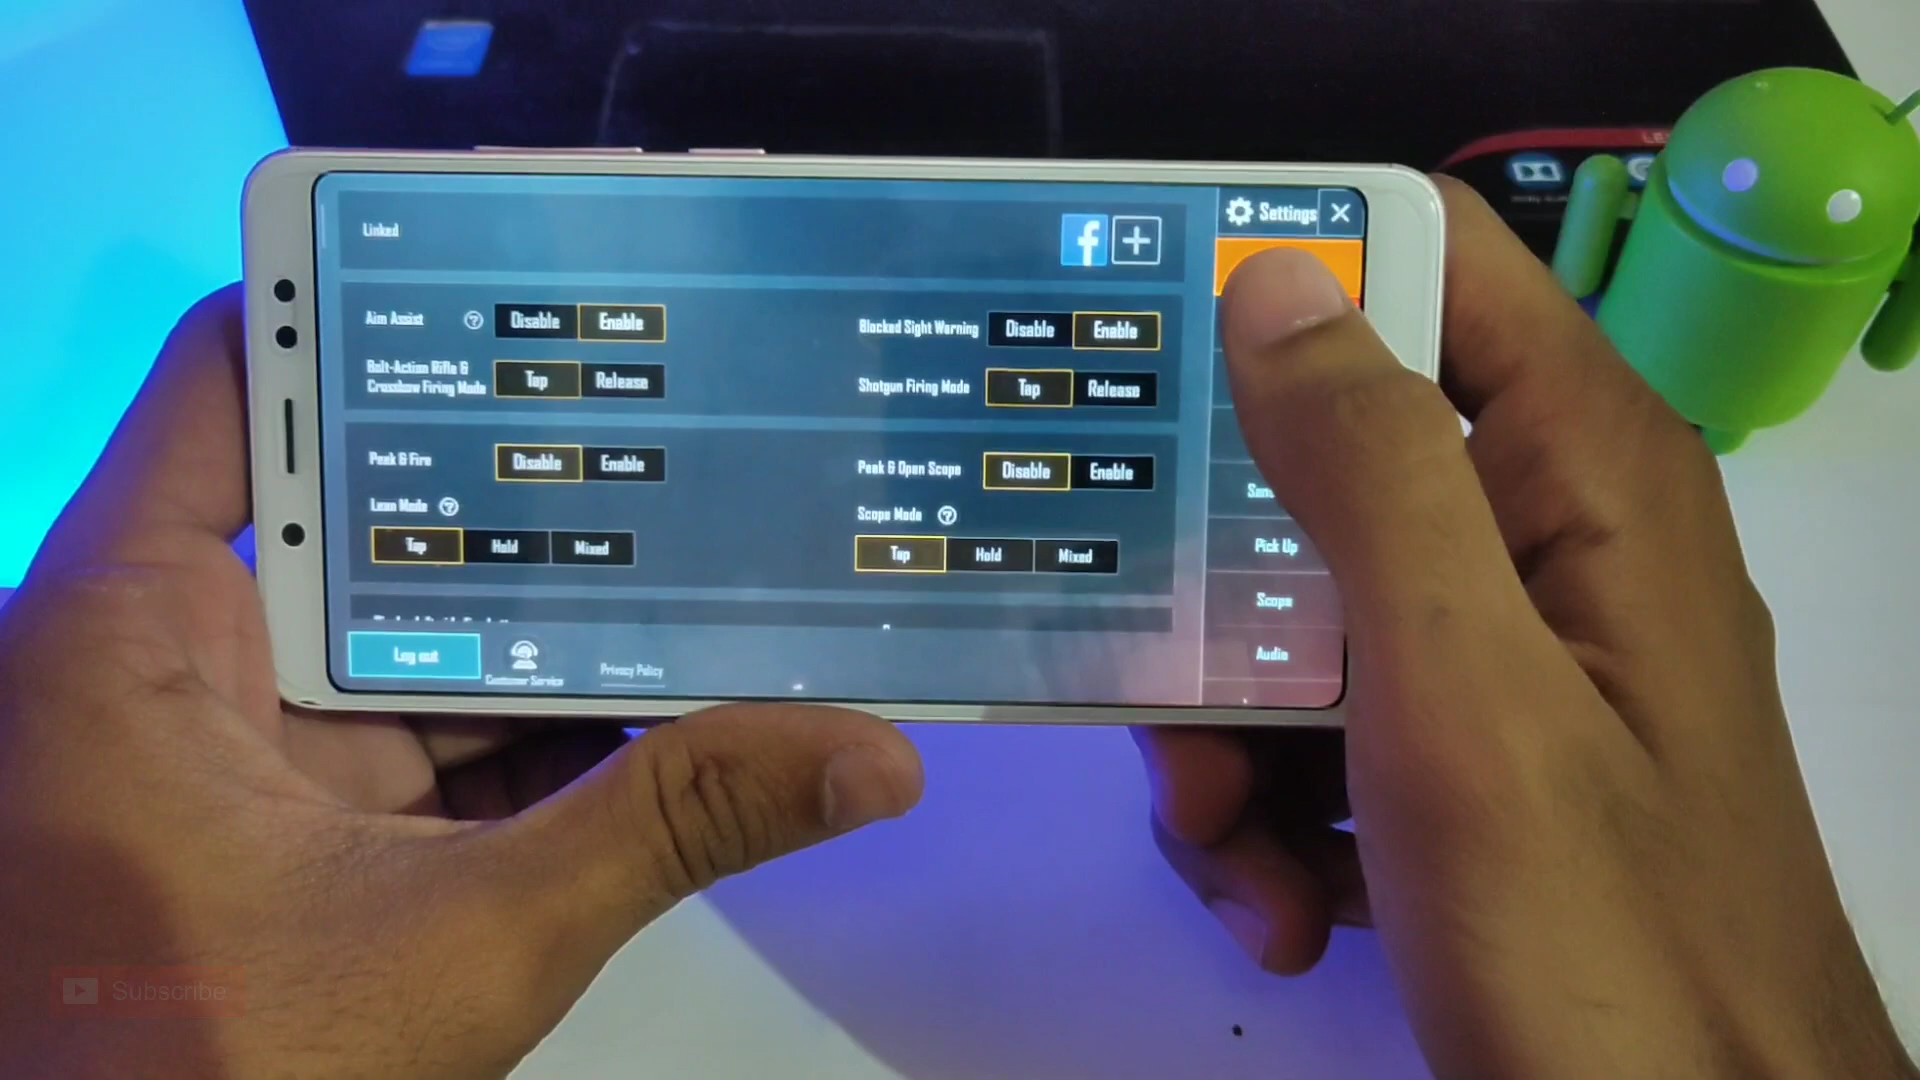 Linked
Settings
Aim Assist ? Disable Enable
Blocked Sight Warning Disable Enable
Bolt-Action Rifle &
Crossbow Firing Mode Tap Release
Shotgun Firing Mode Tap Release
Peek & Fire Disable Enable
Peek & Open Scope Disable Enable
Lean Mode ?
Tap Hold Mixed
Scope Mode ?
Tap Hold Mixed
Pick Up
Scope
Audio
Log out
Customer Service
Privacy Policy
Subscribe